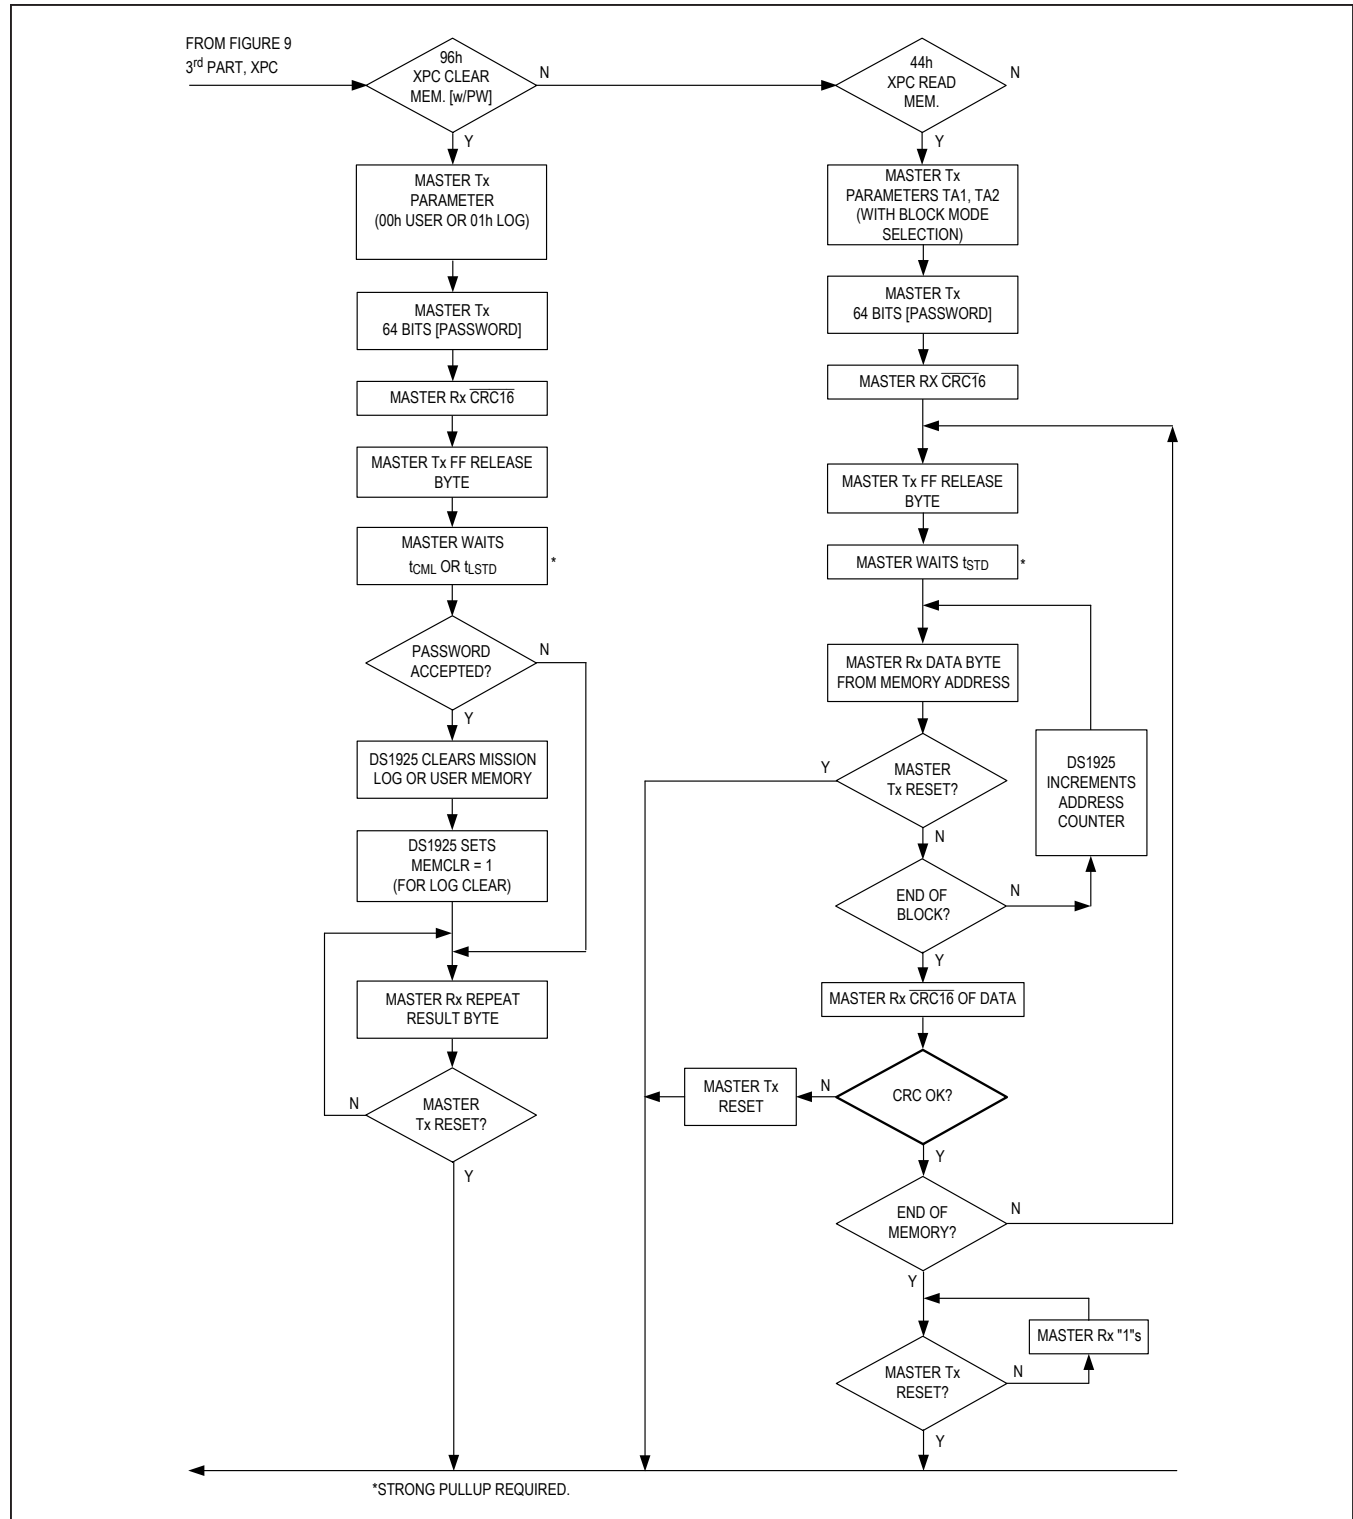 FROM FIGURE 9
3rd PART, XPC
96h
XPC CLEAR
MEM. [w/PW]
N
Y
MASTER Tx
PARAMETER
(00h USER OR 01h LOG)
MASTER Tx
64 BITS [PASSWORD]
MASTER Rx CRC16
MASTER Tx FF RELEASE
BYTE
MASTER WAITS
tCML OR tLSTD
*
PASSWORD
ACCEPTED?
N
Y
DS1925 CLEARS MISSION
LOG OR USER MEMORY
DS1925 SETS
MEMCLR = 1
(FOR LOG CLEAR)
MASTER Rx REPEAT
RESULT BYTE
MASTER
Tx RESET?
N
Y
44h
XPC READ
MEM.
N
Y
MASTER Tx
PARAMETERS TA1, TA2
(WITH BLOCK MODE
SELECTION)
MASTER Tx
64 BITS [PASSWORD]
MASTER RX CRC16
MASTER Tx FF RELEASE
BYTE
MASTER WAITS tSTD
*
MASTER Rx DATA BYTE
FROM MEMORY ADDRESS
MASTER
Tx RESET?
Y
N
DS1925
INCREMENTS
ADDRESS
COUNTER
END OF
BLOCK?
N
Y
MASTER Rx CRC16 OF DATA
CRC OK?
N
MASTER Tx
RESET
Y
END OF
MEMORY?
N
Y
MASTER Rx "1"s
MASTER Tx
RESET?
N
Y
*STRONG PULLUP REQUIRED.